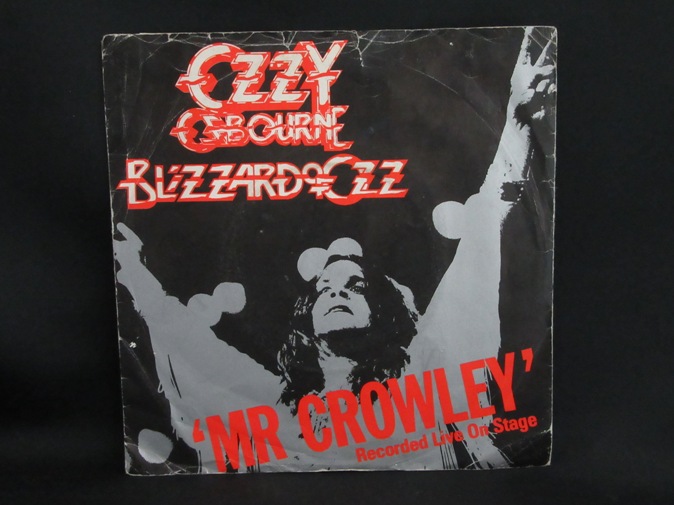 OZZY
OSBOURNE
BLIZZARD OF OZZ
'MR CROWLEY'
Recorded Live On Stage